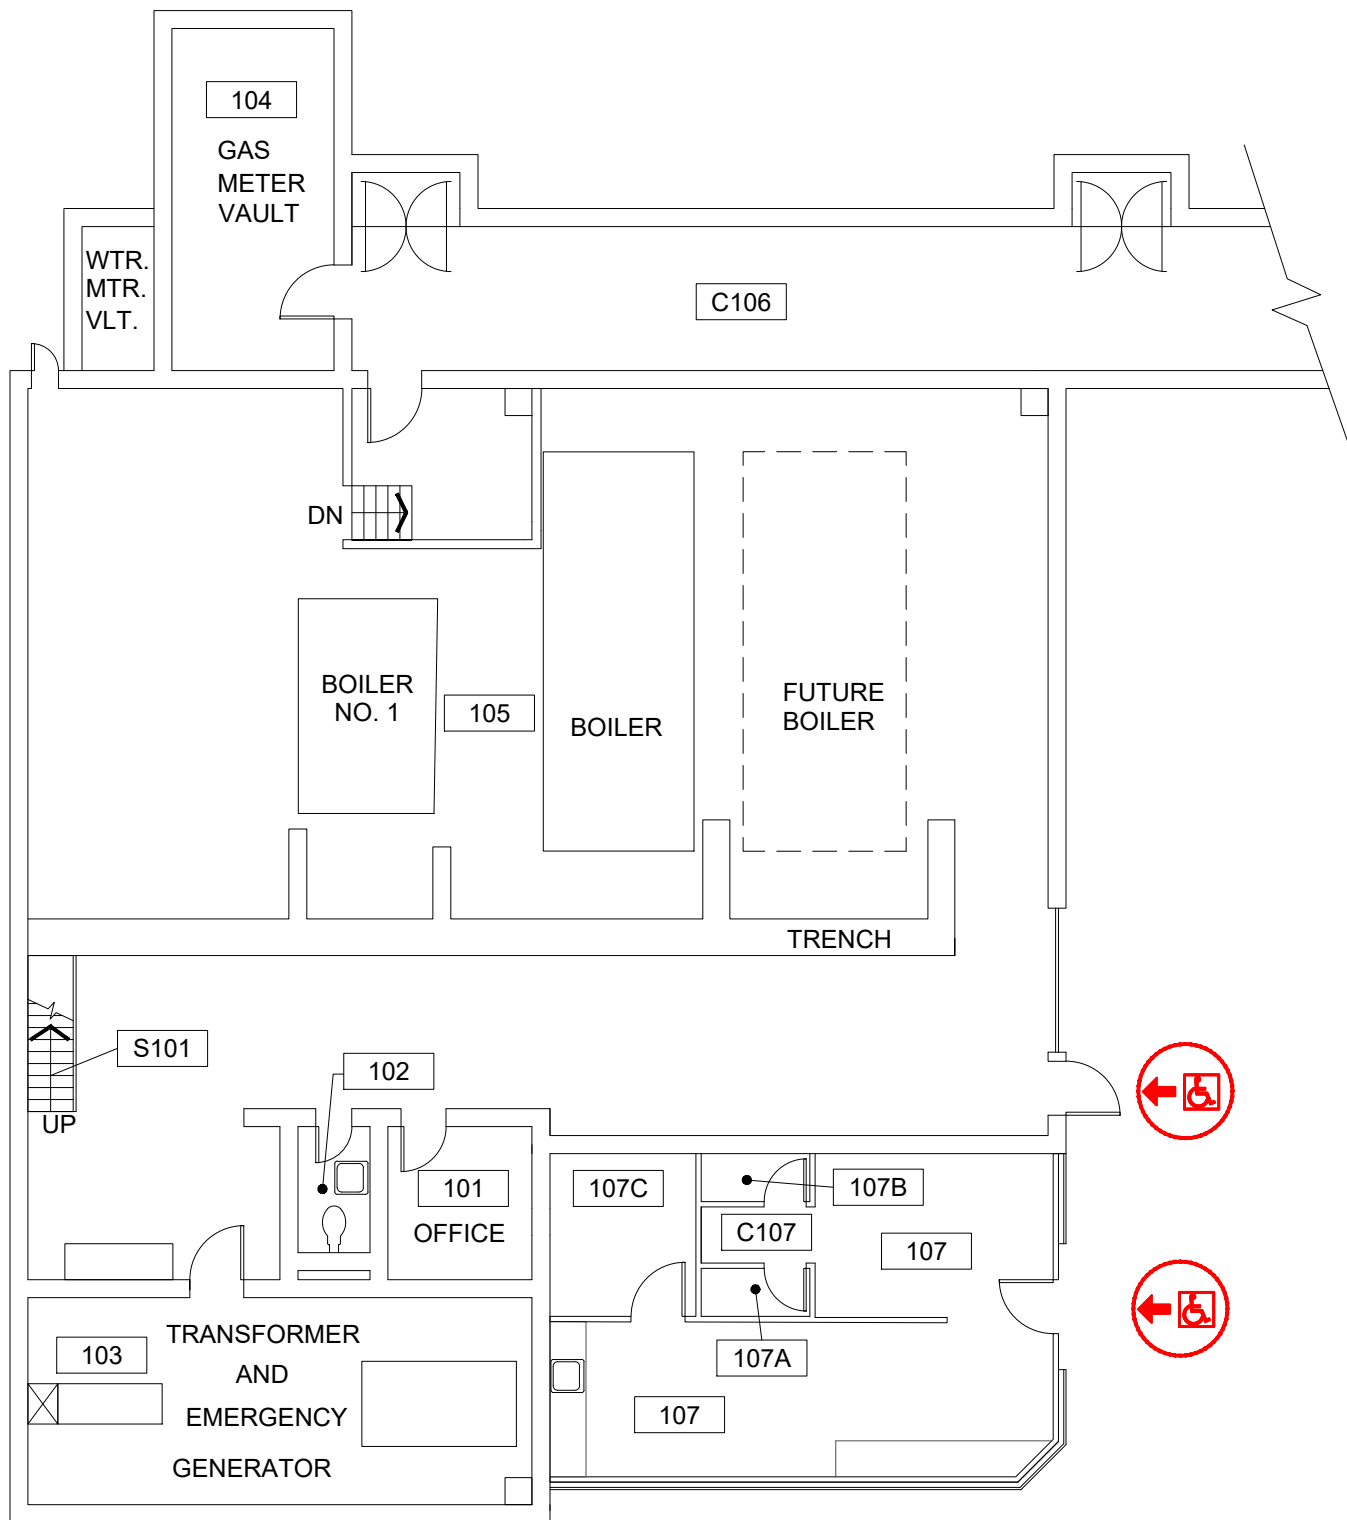 104
GAS
METER
VAULT
WTR.
MTR.
VLT.
C106
DN
BOILER
NO. 1
105
BOILER
FUTURE
BOILER
TRENCH
S101
UP
102
101
OFFICE
107C
107B
C107
107
107A
107
103
TRANSFORMER
AND
EMERGENCY
GENERATOR